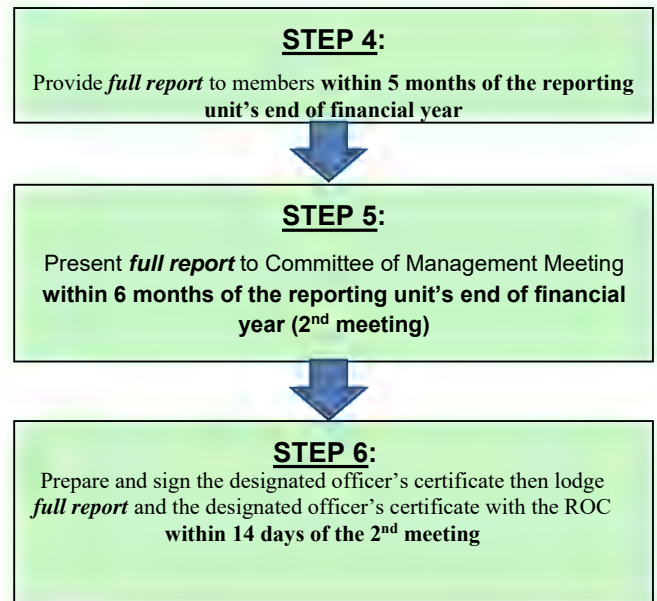 STEP 4:
Provide full report to members within 5 months of the reporting
unit's end of financial year
STEP 5:
Present full report to Committee of Management Meeting
within 6 months of the reporting unit's end of financial
year (2nd meeting)
STEP 6:
Prepare and sign the designated officer's certificate then lodge
full report and the designated officer's certificate with the ROC
within 14 days of the 2nd meeting